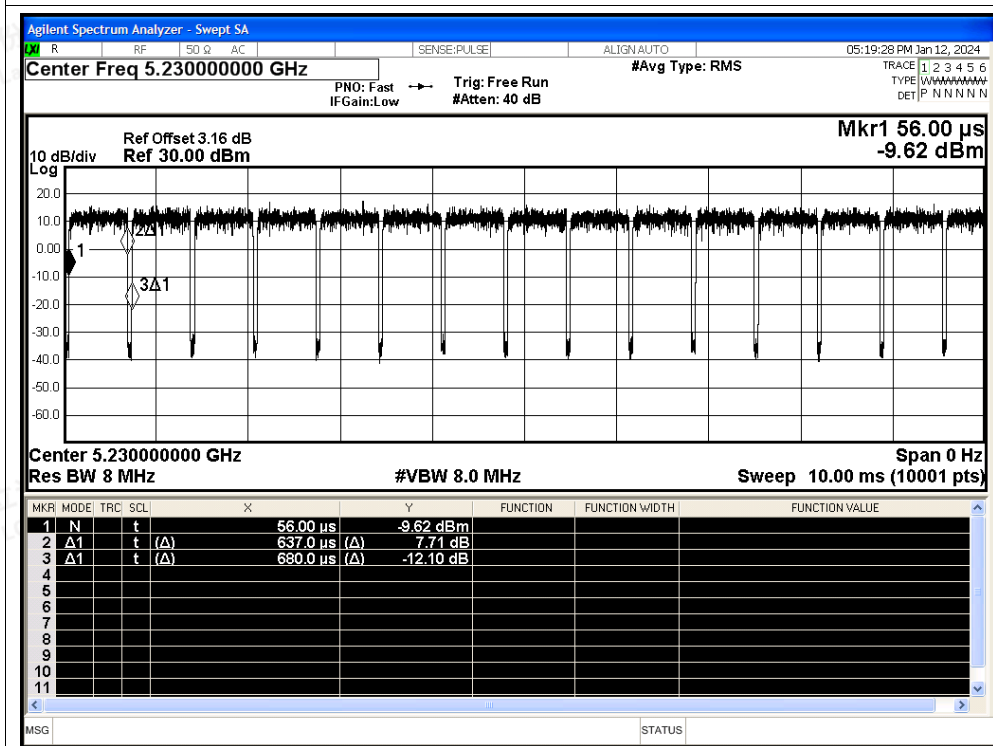 Agilent Spectrum Analyzer - Swept SA
LXI R RF 50 Ω AC SENSE:PULSE ALIGN AUTO 05:19:28 PM Jan 12, 2024
Center Freq 5.230000000 GHz #Avg Type: RMS TRACE 1 2 3 4 5 6
PNO: Fast Trig: Free Run TYPE WWWWWW
IFGain:Low #Atten: 40 dB DET P N N N N N
Mkr1 56.00 µs
Ref Offset 3.16 dB
10 dB/div Ref 30.00 dBm -9.62 dBm
Log
20.0
10.0
2Δ1
0.00
1
-10.0
3Δ1
-20.0
-30.0
-40.0
-50.0
-60.0
Center 5.230000000 GHz Span 0 Hz
Res BW 8 MHz #VBW 8.0 MHz Sweep 10.00 ms (10001 pts)
MKR MODE TRC SCL X Y FUNCTION FUNCTION WIDTH FUNCTION VALUE
1 N t 56.00 µs -9.62 dBm
2 Δ1 t (Δ) 637.0 µs (Δ) 7.71 dB
3 Δ1 t (Δ) 680.0 µs (Δ) -12.10 dB
4
5
6
7
8
9
10
11
MSG STATUS